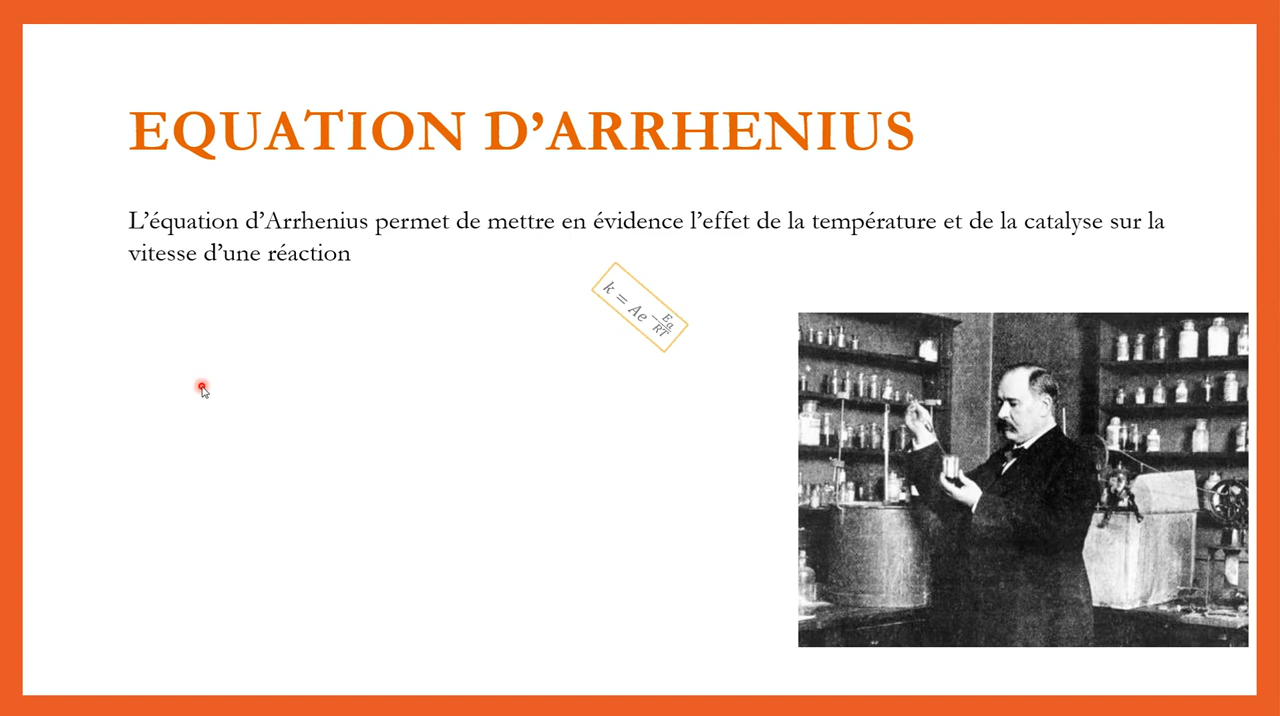 EQUATION D’ARRHENIUS
L’équation d’Arrhenius permet de mettre en évidence l’effet de la température et de la catalyse sur la
vitesse d’une réaction
k = Ae^(-Ea/RT)